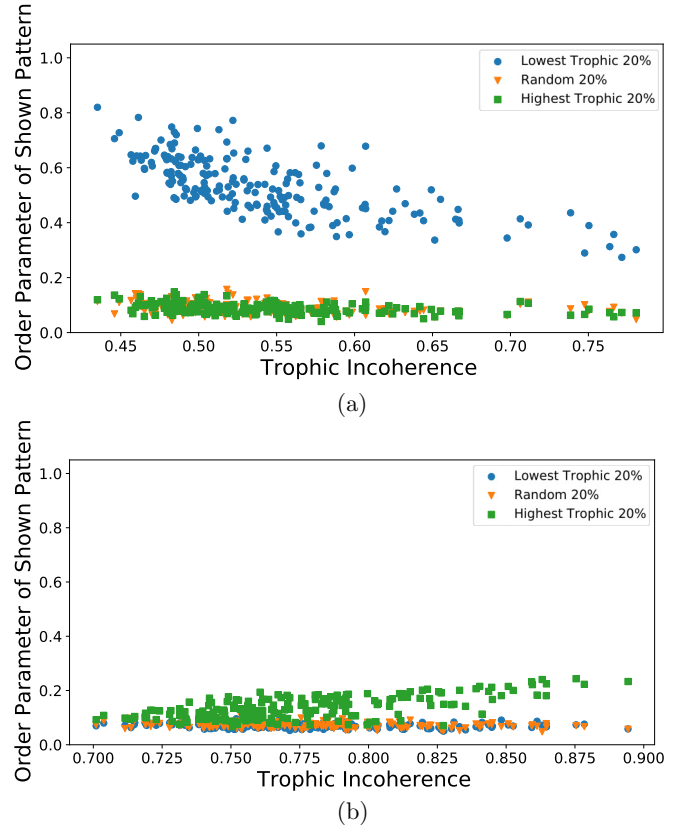 Order Parameter of Shown Pattern
1.0
0.8
0.6
0.4
0.2
0.0
Lowest Trophic 20%
Random 20%
Highest Trophic 20%
0.45 0.50 0.55 0.60 0.65 0.70 0.75
Trophic Incoherence
(a)
Order Parameter of Shown Pattern
1.0
0.8
0.6
0.4
0.2
0.0
Lowest Trophic 20%
Random 20%
Highest Trophic 20%
0.700 0.725 0.750 0.775 0.800 0.825 0.850 0.875 0.900
Trophic Incoherence
(b)